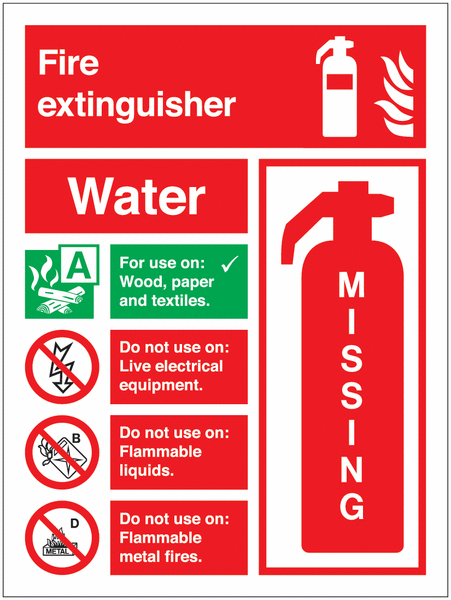 Fire
extinguisher
Water
A
For use on: ✓
Wood, paper
and textiles.
Do not use on:
Live electrical
equipment.
B
Do not use on:
Flammable
liquids.
D
METAL
Do not use on:
Flammable
metal fires.
MISSING